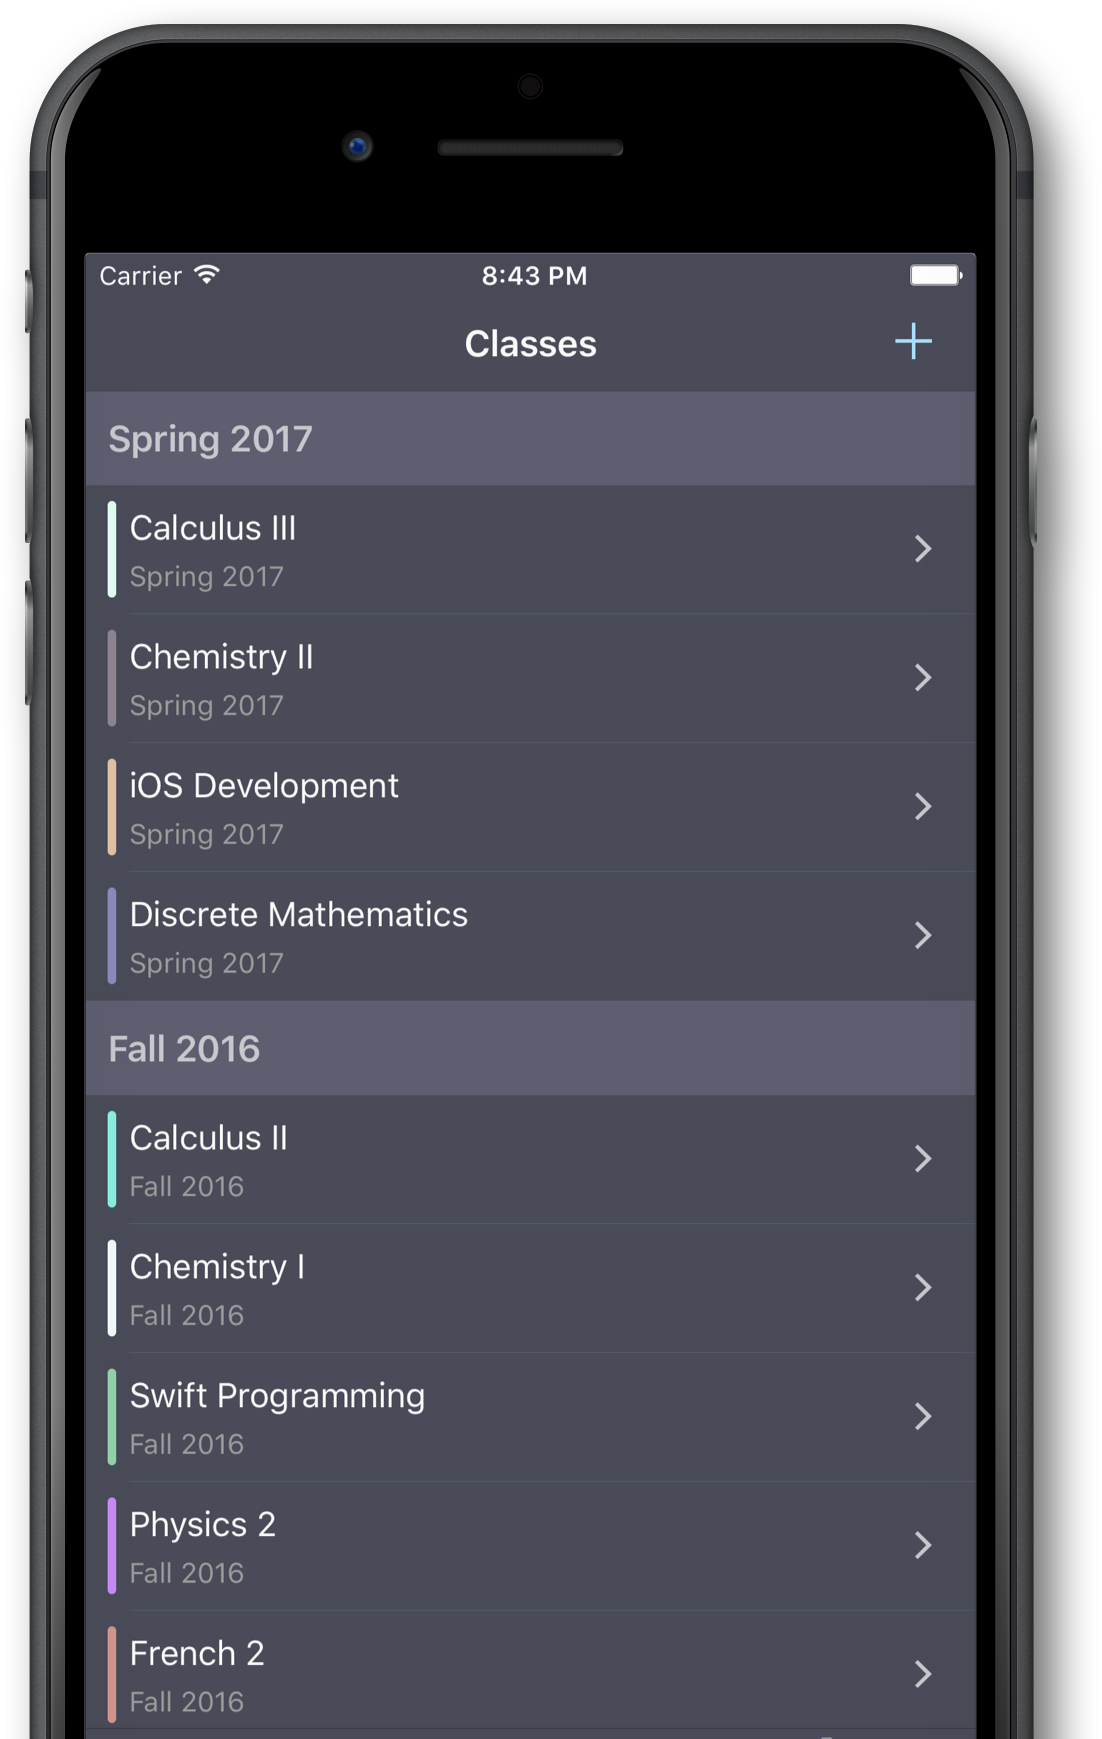 Carrier 8:43 PM
Classes
Spring 2017
Calculus III
Spring 2017
Chemistry II
Spring 2017
iOS Development
Spring 2017
Discrete Mathematics
Spring 2017
Fall 2016
Calculus II
Fall 2016
Chemistry I
Fall 2016
Swift Programming
Fall 2016
Physics 2
Fall 2016
French 2
Fall 2016